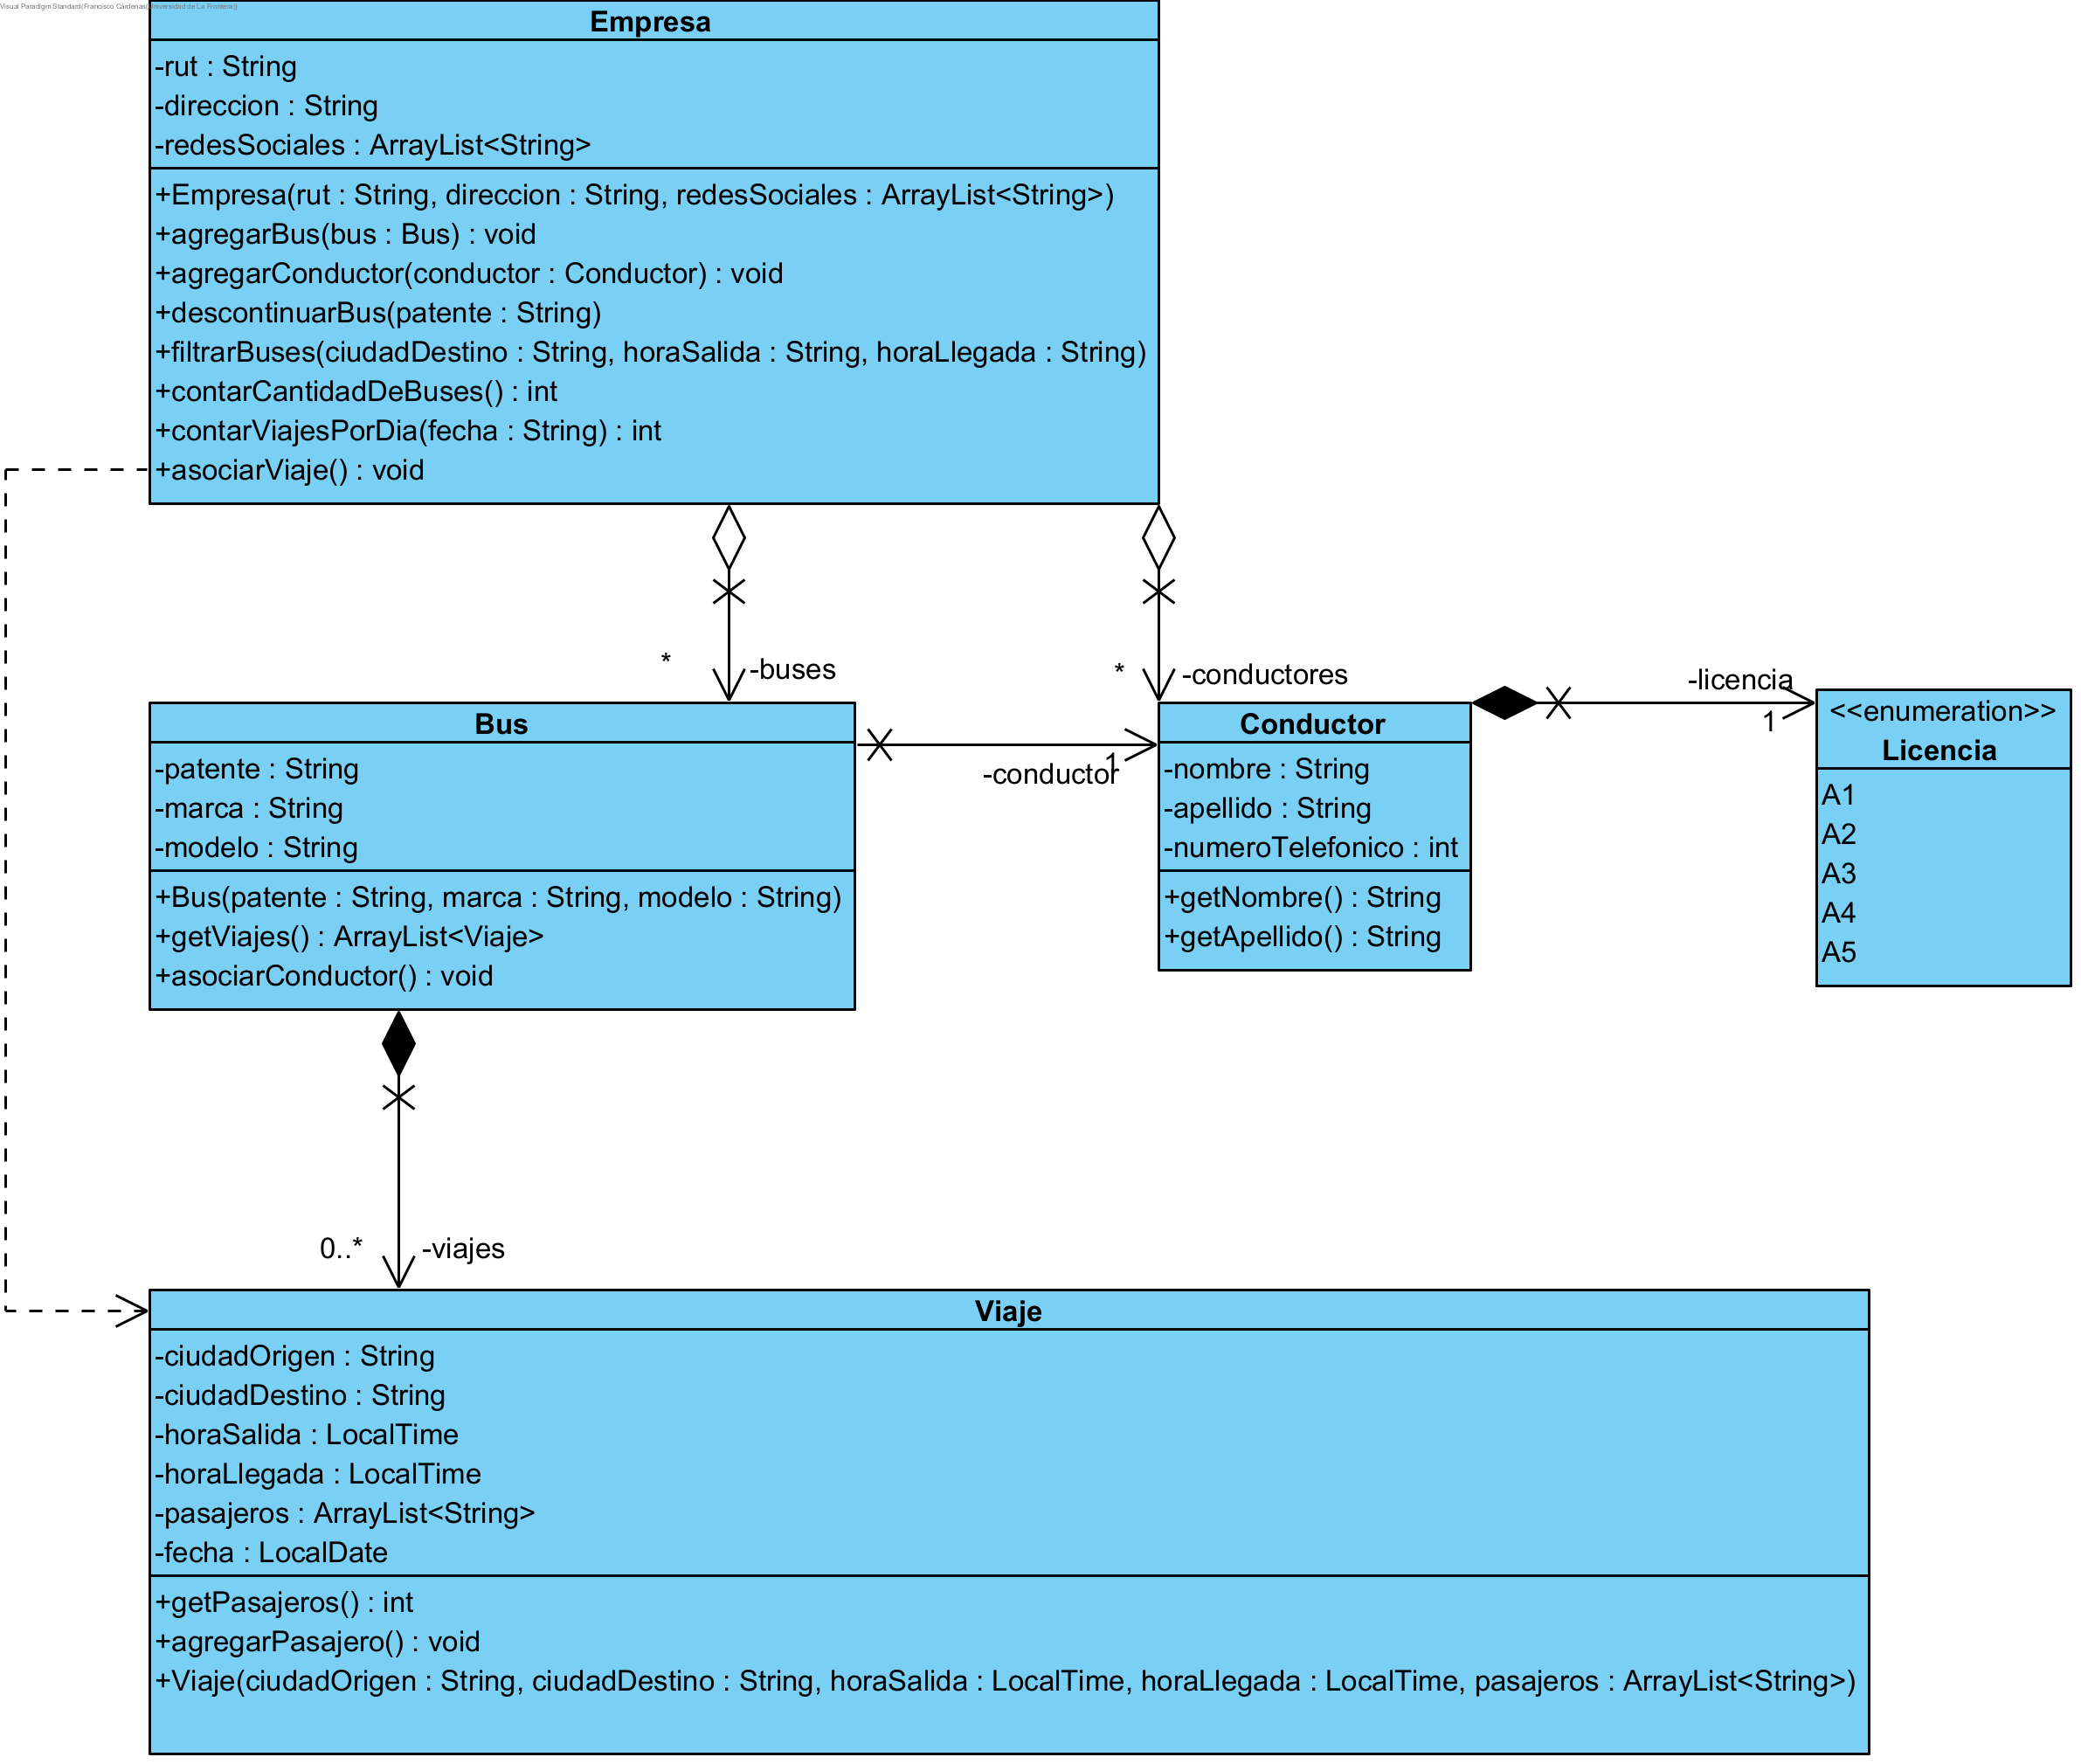 Visual Paradigm Standard(Francisco Cárdenas(Universidad de La Frontera))
Empresa
-rut : String
-direccion : String
-redesSociales : ArrayList<String>
+Empresa(rut : String, direccion : String, redesSociales : ArrayList<String>)
+agregarBus(bus : Bus) : void
+agregarConductor(conductor : Conductor) : void
+descontinuarBus(patente : String)
+filtrarBuses(ciudadDestino : String, horaSalida : String, horaLlegada : String)
+contarCantidadDeBuses() : int
+contarViajesPorDia(fecha : String) : int
+asociarViaje() : void
*
-buses
*
-conductores
-licencia
1
Bus
-patente : String
-marca : String
-modelo : String
+Bus(patente : String, marca : String, modelo : String)
+getViajes() : ArrayList<Viaje>
+asociarConductor() : void
1
-conductor
Conductor
-nombre : String
-apellido : String
-numeroTelefonico : int
+getNombre() : String
+getApellido() : String
<<enumeration>>
Licencia
A1
A2
A3
A4
A5
0..*
-viajes
Viaje
-ciudadOrigen : String
-ciudadDestino : String
-horaSalida : LocalTime
-horaLlegada : LocalTime
-pasajeros : ArrayList<String>
-fecha : LocalDate
+getPasajeros() : int
+agregarPasajero() : void
+Viaje(ciudadOrigen : String, ciudadDestino : String, horaSalida : LocalTime, horaLlegada : LocalTime, pasajeros : ArrayList<String>)